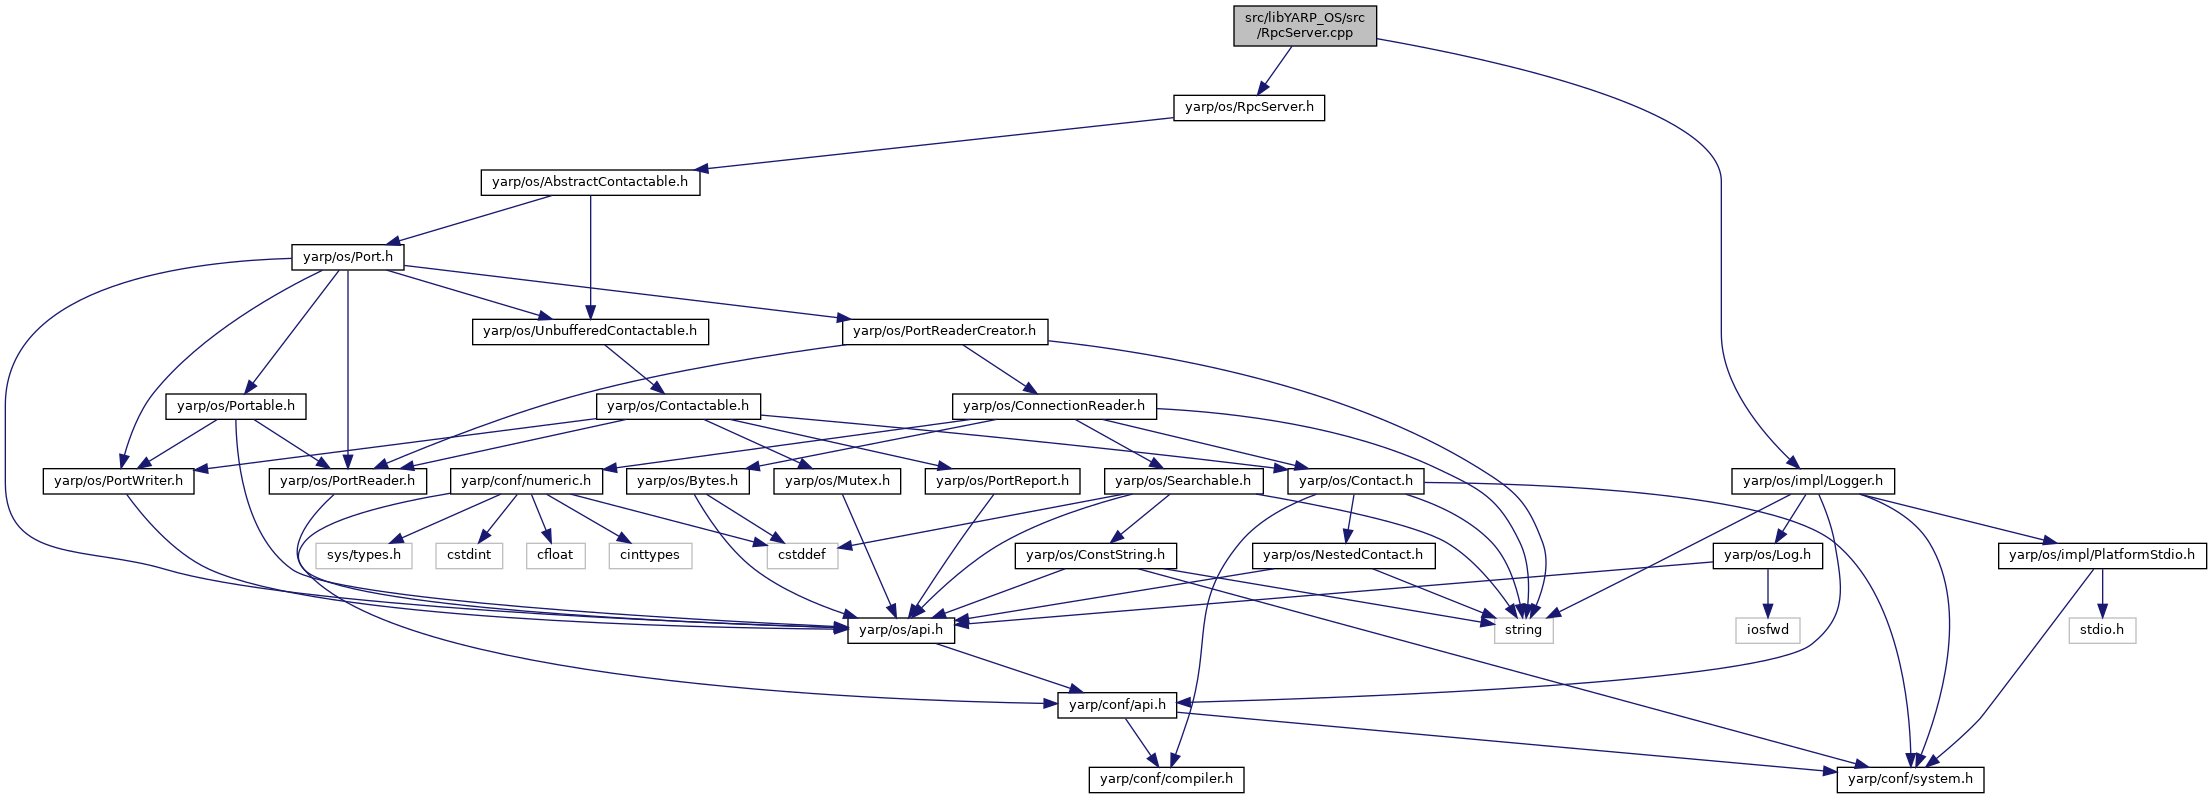 src/libYARP_OS/src
/RpcServer.cpp
yarp/os/RpcServer.h
yarp/os/AbstractContactable.h
yarp/os/Port.h
yarp/os/UnbufferedContactable.h
yarp/os/PortReaderCreator.h
yarp/os/Portable.h
yarp/os/Contactable.h
yarp/os/ConnectionReader.h
yarp/os/PortWriter.h
yarp/os/PortReader.h
yarp/conf/numeric.h
yarp/os/Bytes.h
yarp/os/Mutex.h
yarp/os/PortReport.h
yarp/os/Searchable.h
yarp/os/Contact.h
yarp/os/impl/Logger.h
sys/types.h
cstdint
cfloat
cinttypes
cstddef
yarp/os/ConstString.h
yarp/os/NestedContact.h
yarp/os/Log.h
yarp/os/impl/PlatformStdio.h
yarp/os/api.h
string
iosfwd
stdio.h
yarp/conf/api.h
yarp/conf/compiler.h
yarp/conf/system.h